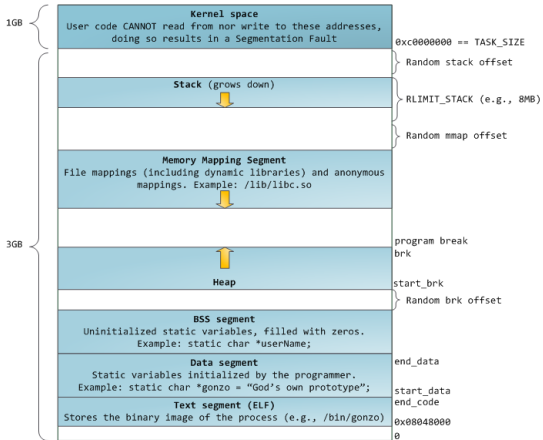 1GB
Kernel space
User code CANNOT read from nor write to these addresses,
doing so results in a Segmentation Fault
0xc0000000 == TASK_SIZE
Random stack offset
Stack (grows down)
RLIMIT_STACK (e.g., 8MB)
Random mmap offset
Memory Mapping Segment
File mappings (including dynamic libraries) and anonymous
mappings. Example: /lib/libc.so
3GB
program break
brk
Heap
start_brk
Random brk offset
BSS segment
Uninitialized static variables, filled with zeros.
Example: static char *userName;
Data segment
Static variables initialized by the programmer.
Example: static char *gonzo = “God’s own prototype”;
end_data
start_data
Text segment (ELF)
Stores the binary image of the process (e.g., /bin/gonzo)
end_code
0x08048000
0